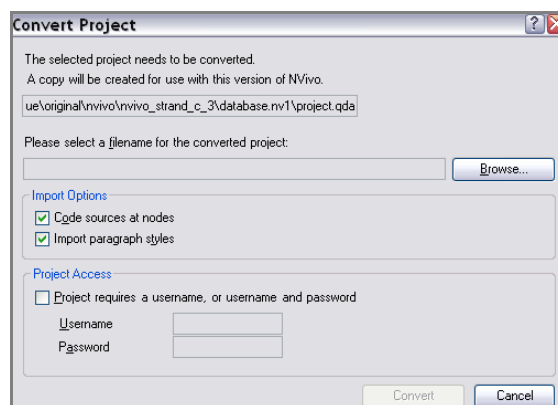 Convert Project
The selected project needs to be converted.
A copy will be created for use with this version of NVivo.
ue\original\nvivo\nvivo_strand_c_3\database.nv1\project.qda
Please select a filename for the converted project:
Browse...
Import Options
Code sources at nodes
Import paragraph styles
Project Access
Project requires a username, or username and password
Username
Password
Convert
Cancel